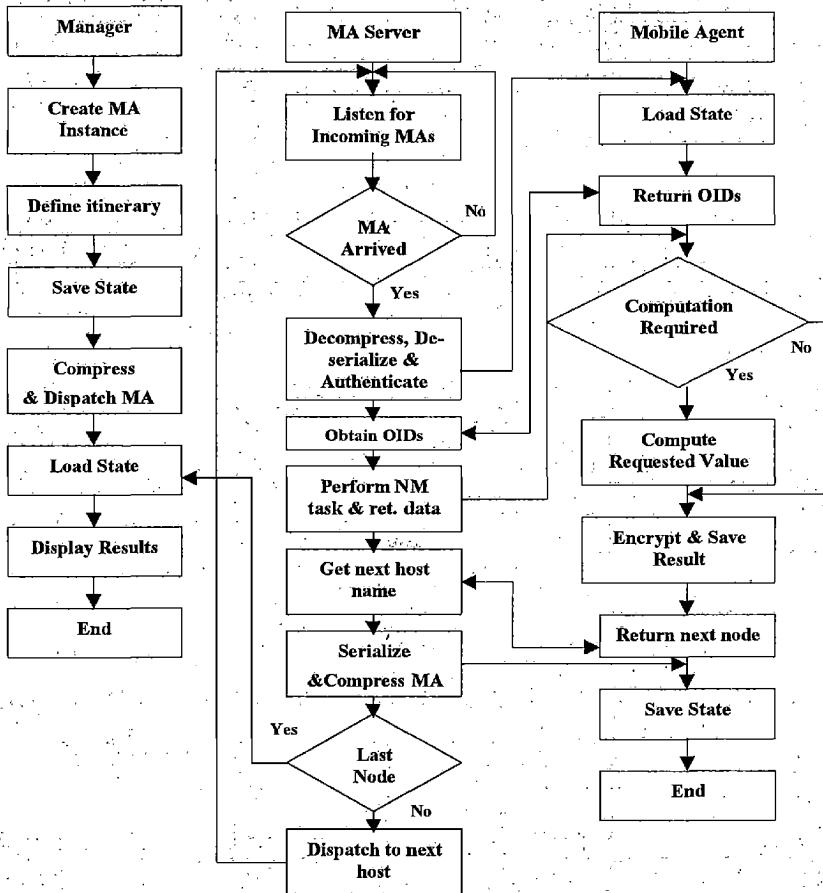 Manager
Create MA
Instance
Define itinerary
Save State
Compress
& Dispatch MA
Load State
Display Results
End
MA Server
Listen for
Incoming MAs
MA
Arrived
No
Yes
Decompress, De-
serialize &
Authenticate
Obtain OIDs
Perform NM
task & ret. data
Get next host
name
Serialize
&Compress MA
Yes
Last
Node
No
Dispatch to next
host
Mobile Agent
Load State
Return OIDs
Computation
Required
No
Yes
Compute
Requested Value
Encrypt & Save
Result
Return next node
Save State
End